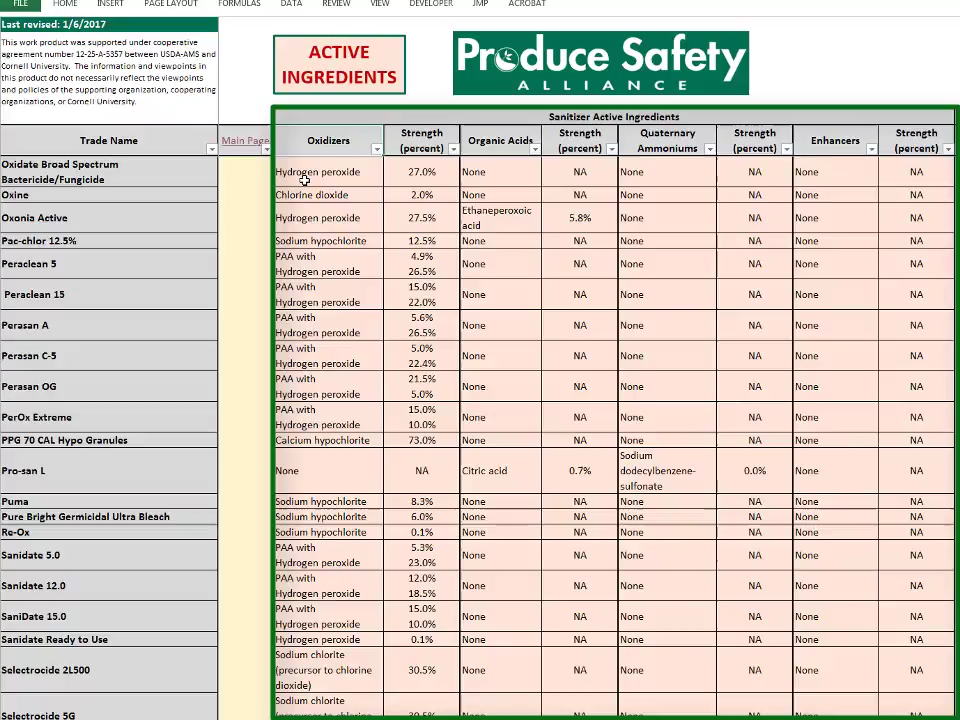 FILE HOME INSERT PAGE LAYOUT FORMULAS DATA REVIEW VIEW DEVELOPER JMP ACROBAT
Last revised: 1/6/2017
This work product was supported under cooperative
agreement number 12-25-A-5357 between USDA-AMS and
Cornell University. The information and viewpoints in
this product do not necessarily reflect the viewpoints
and policies of the supporting organization, cooperating
organizations, or Cornell University.
ACTIVE
INGREDIENTS
Produce Safety
ALLIANCE
Sanitizer Active Ingredients
Trade Name Main Page Oxidizers Strength (percent) Organic Acids Strength (percent) Quaternary Ammoniums Strength (percent) Enhancers Strength (percent)
Oxidate Broad Spectrum
Bactericide/Fungicide Hydrogen peroxide 27.0% None NA None NA None NA
Oxine Chlorine dioxide 2.0% None NA None NA None NA
Oxonia Active Hydrogen peroxide 27.5% Ethaneperoxoic acid 5.8% None NA None NA
Pac-chlor 12.5% Sodium hypochlorite 12.5% None NA None NA None NA
Peraclean 5 PAA with 4.9% None NA None NA None NA
Hydrogen peroxide 26.5%
Peraclean 15 PAA with 15.0% None NA None NA None NA
Hydrogen peroxide 22.0%
Perasan A PAA with 5.6% None NA None NA None NA
Hydrogen peroxide 26.5%
Perasan C-5 PAA with 5.0% None NA None NA None NA
Hydrogen peroxide 22.4%
Perasan OG PAA with 21.5% None NA None NA None NA
Hydrogen peroxide 5.0%
PerOx Extreme PAA with 15.0% None NA None NA None NA
Hydrogen peroxide 10.0%
PPG 70 CAL Hypo Granules Calcium hypochlorite 73.0% None NA None NA None NA
Pro-san L None NA Citric acid 0.7% Sodium dodecylbenzene-sulfonate 0.0% None NA
Puma Sodium hypochlorite 8.3% None NA None NA None NA
Pure Bright Germicidal Ultra Bleach Sodium hypochlorite 6.0% None NA None NA None NA
Re-Ox Sodium hypochlorite 0.1% None NA None NA None NA
Sanidate 5.0 PAA with 5.3% None NA None NA None NA
Hydrogen peroxide 23.0%
Sanidate 12.0 PAA with 12.0% None NA None NA None NA
Hydrogen peroxide 18.5%
SaniDate 15.0 PAA with 15.0% None NA None NA None NA
Hydrogen peroxide 10.0%
Sanidate Ready to Use Hydrogen peroxide 0.1% None NA None NA None NA
Selectrocide 2L500 Sodium chlorite (precursor to chlorine dioxide) 30.5% None NA None NA None NA
Selectrocide 5G Sodium chlorite